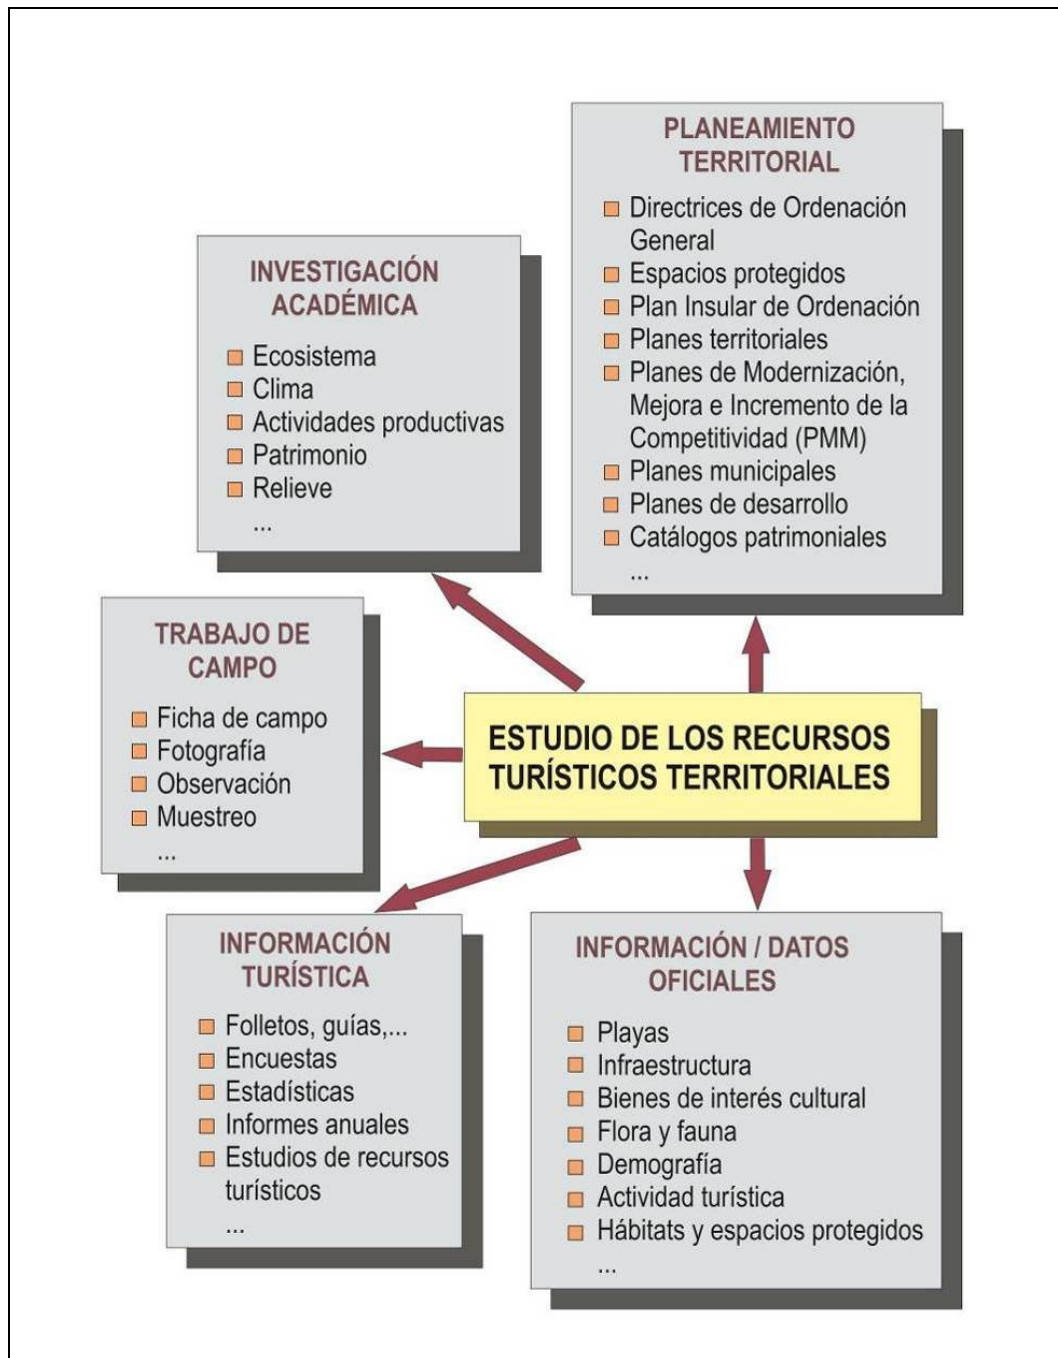 PLANEAMIENTO
TERRITORIAL
Directrices de Ordenación
General
Espacios protegidos
Plan Insular de Ordenación
Planes territoriales
Planes de Modernización,
Mejora e Incremento de la
Competitividad (PMM)
Planes municipales
Planes de desarrollo
Catálogos patrimoniales
...
INVESTIGACIÓN
ACADÉMICA
Ecosistema
Clima
Actividades productivas
Patrimonio
Relieve
...
TRABAJO DE
CAMPO
Ficha de campo
Fotografía
Observación
Muestreo
...
ESTUDIO DE LOS RECURSOS
TURÍSTICOS TERRITORIALES
INFORMACIÓN
TURÍSTICA
Folletos, guías,...
Encuestas
Estadísticas
Informes anuales
Estudios de recursos
turísticos
...
INFORMACIÓN / DATOS
OFICIALES
Playas
Infraestructura
Bienes de interés cultural
Flora y fauna
Demografía
Actividad turística
Hábitats y espacios protegidos
...